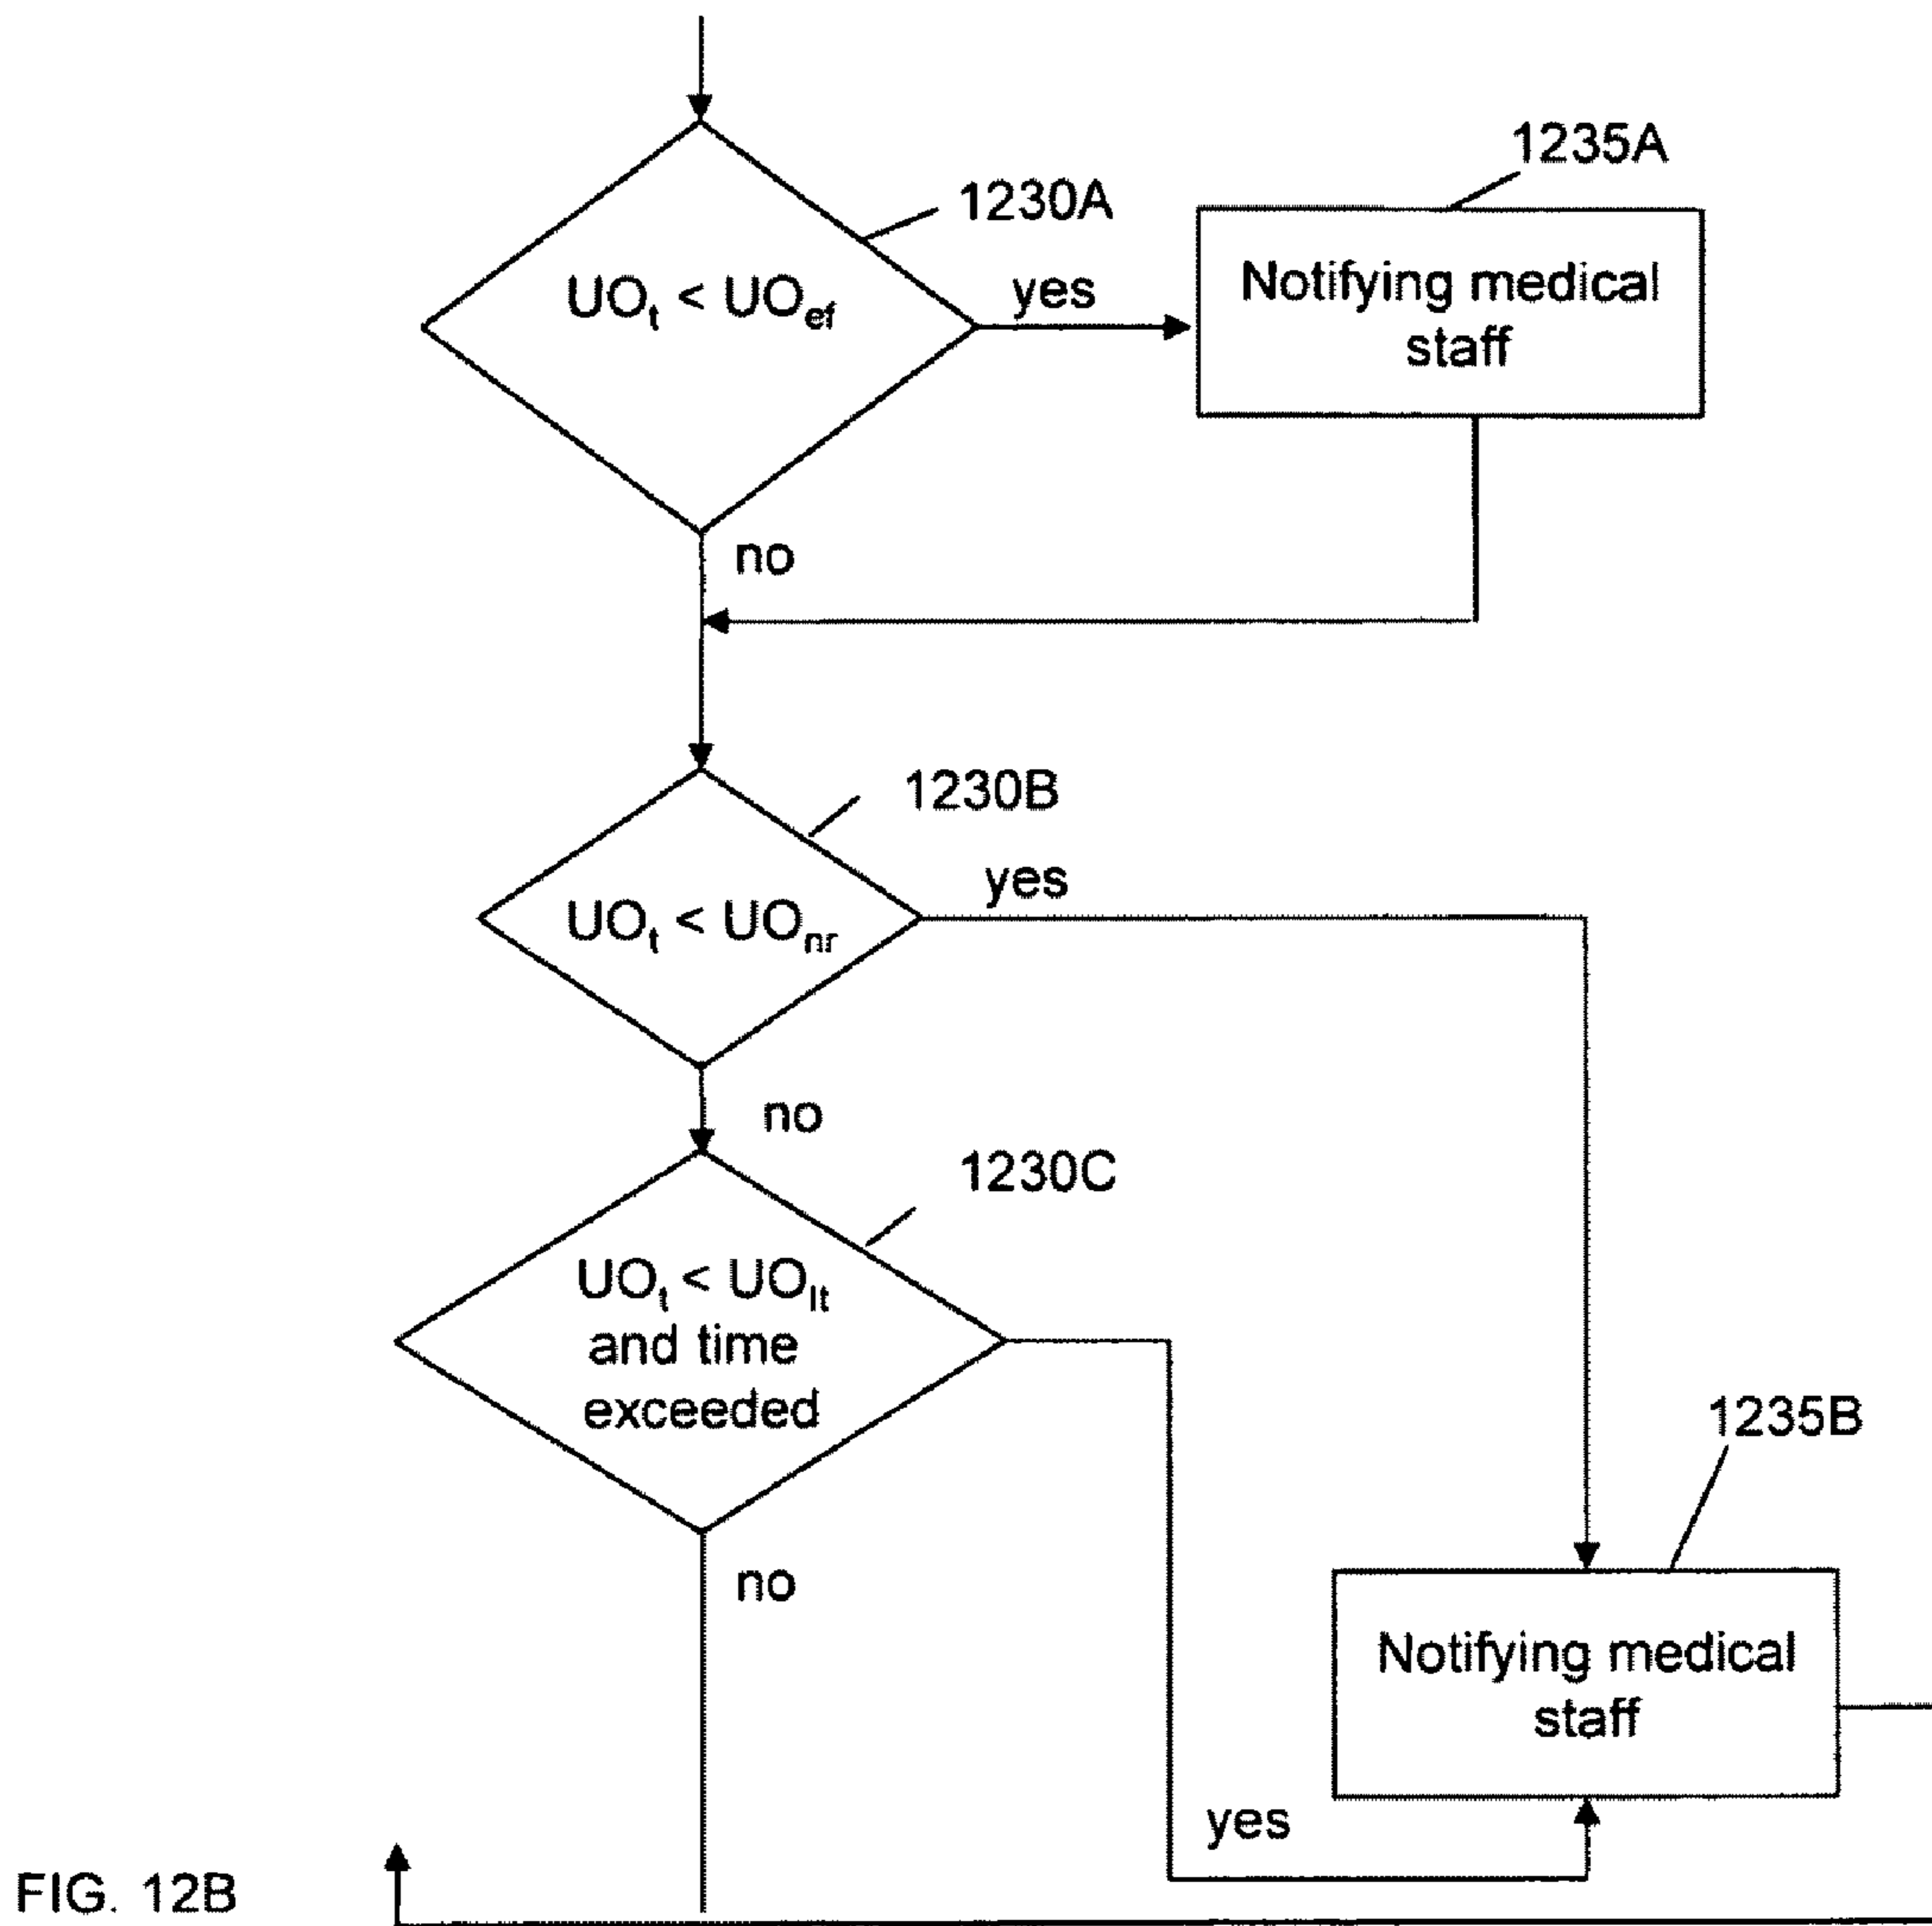 1235A
1230A
UOt < UOef
yes
Notifying medical
staff
no
1230B
yes
UOt < UOnr
no
1230C
UOt < UOlt
and time
exceeded
1235B
no
Notifying medical
staff
yes
FIG. 12B